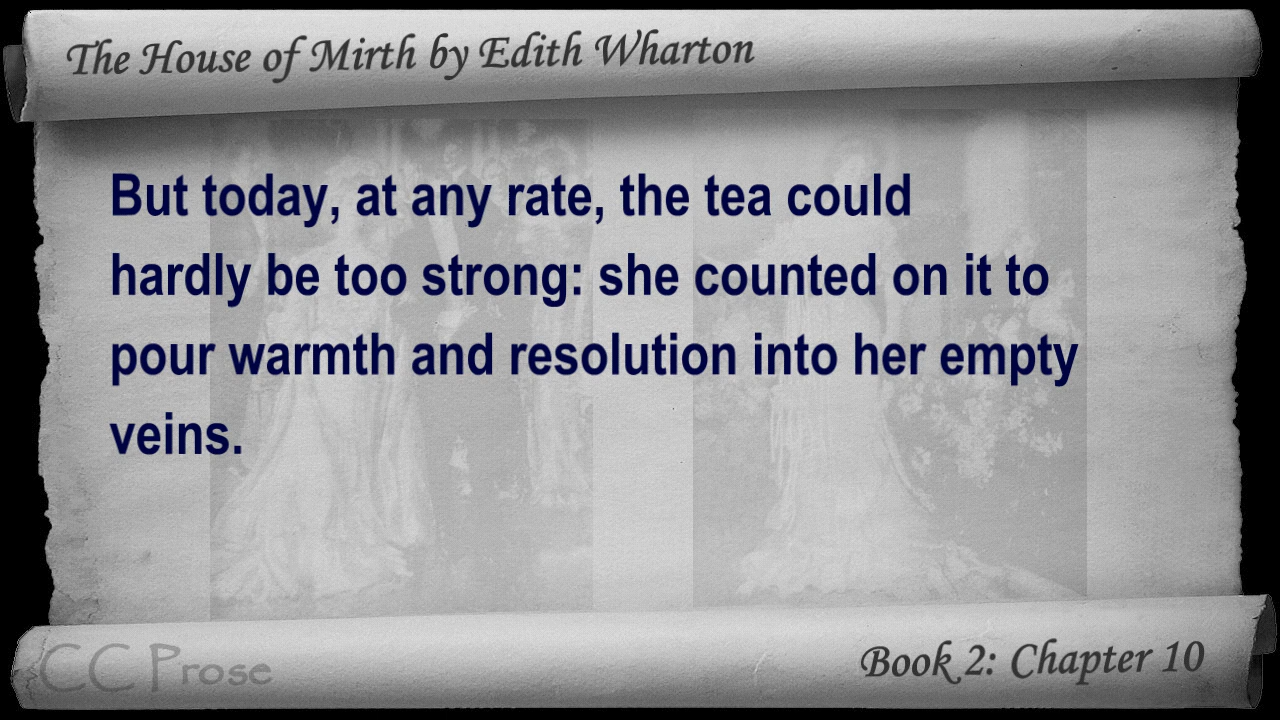 The House of Mirth by Edith Wharton
But today, at any rate, the tea could
hardly be too strong: she counted on it to
pour warmth and resolution into her empty
veins.
CC Prose
Book 2: Chapter 10